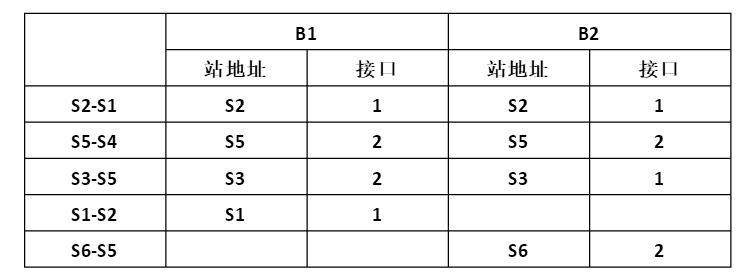 B1 B2
站地址 接口 站地址 接口
S2-S1 S2 1 S2 1
S5-S4 S5 2 S5 2
S3-S5 S3 2 S3 1
S1-S2 S1 1
S6-S5 S6 2